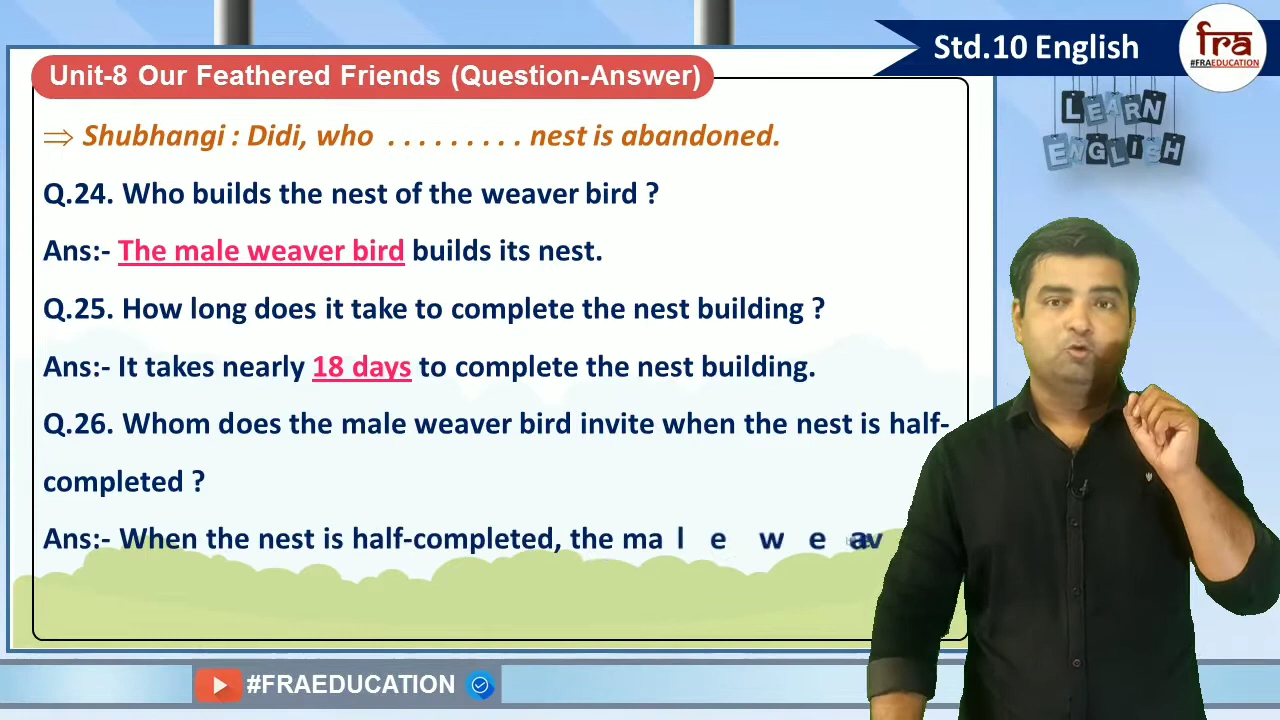 Std.10 English
fra
#FRAEDUCATION
Unit-8 Our Feathered Friends (Question-Answer)
LEARN
ENGLISH
⇒ Shubhangi : Didi, who . . . . . . . . . nest is abandoned.
Q.24. Who builds the nest of the weaver bird ?
Ans:- The male weaver bird builds its nest.
Q.25. How long does it take to complete the nest building ?
Ans:- It takes nearly 18 days to complete the nest building.
Q.26. Whom does the male weaver bird invite when the nest is half-
completed ?
Ans:- When the nest is half-completed, the male weav
#FRAEDUCATION